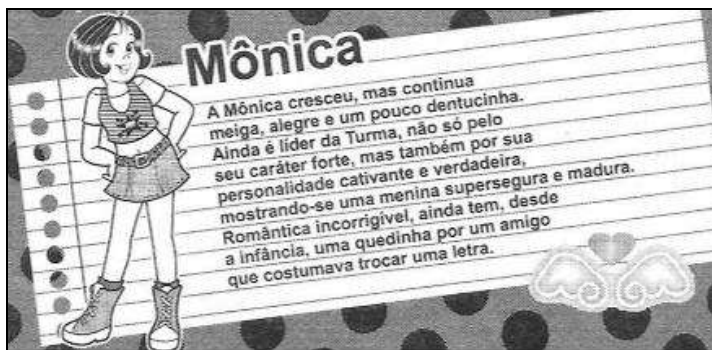 Mônica
A Mônica cresceu, mas continua
meiga, alegre e um pouco dentucinha.
Ainda é líder da Turma, não só pelo
seu caráter forte, mas também por sua
personalidade cativante e verdadeira,
mostrando-se uma menina supersegura e madura.
Romântica incorrigível, ainda tem, desde
a infância, uma quedinha por um amigo
que costumava trocar uma letra.